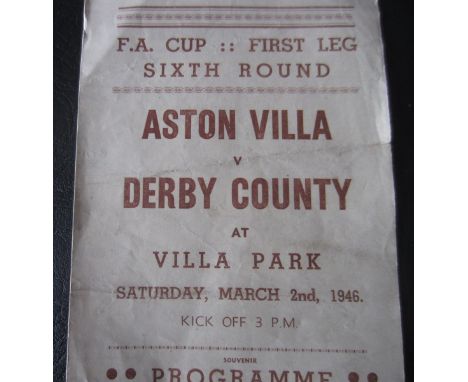 F.A. CUP :: FIRST LEG
SIXTH ROUND
ASTON VILLA
v
DERBY COUNTY
AT
VILLA PARK
SATURDAY, MARCH 2nd, 1946.
KICK OFF 3 P.M.
SOUVENIR
•• PROGRAMME ••